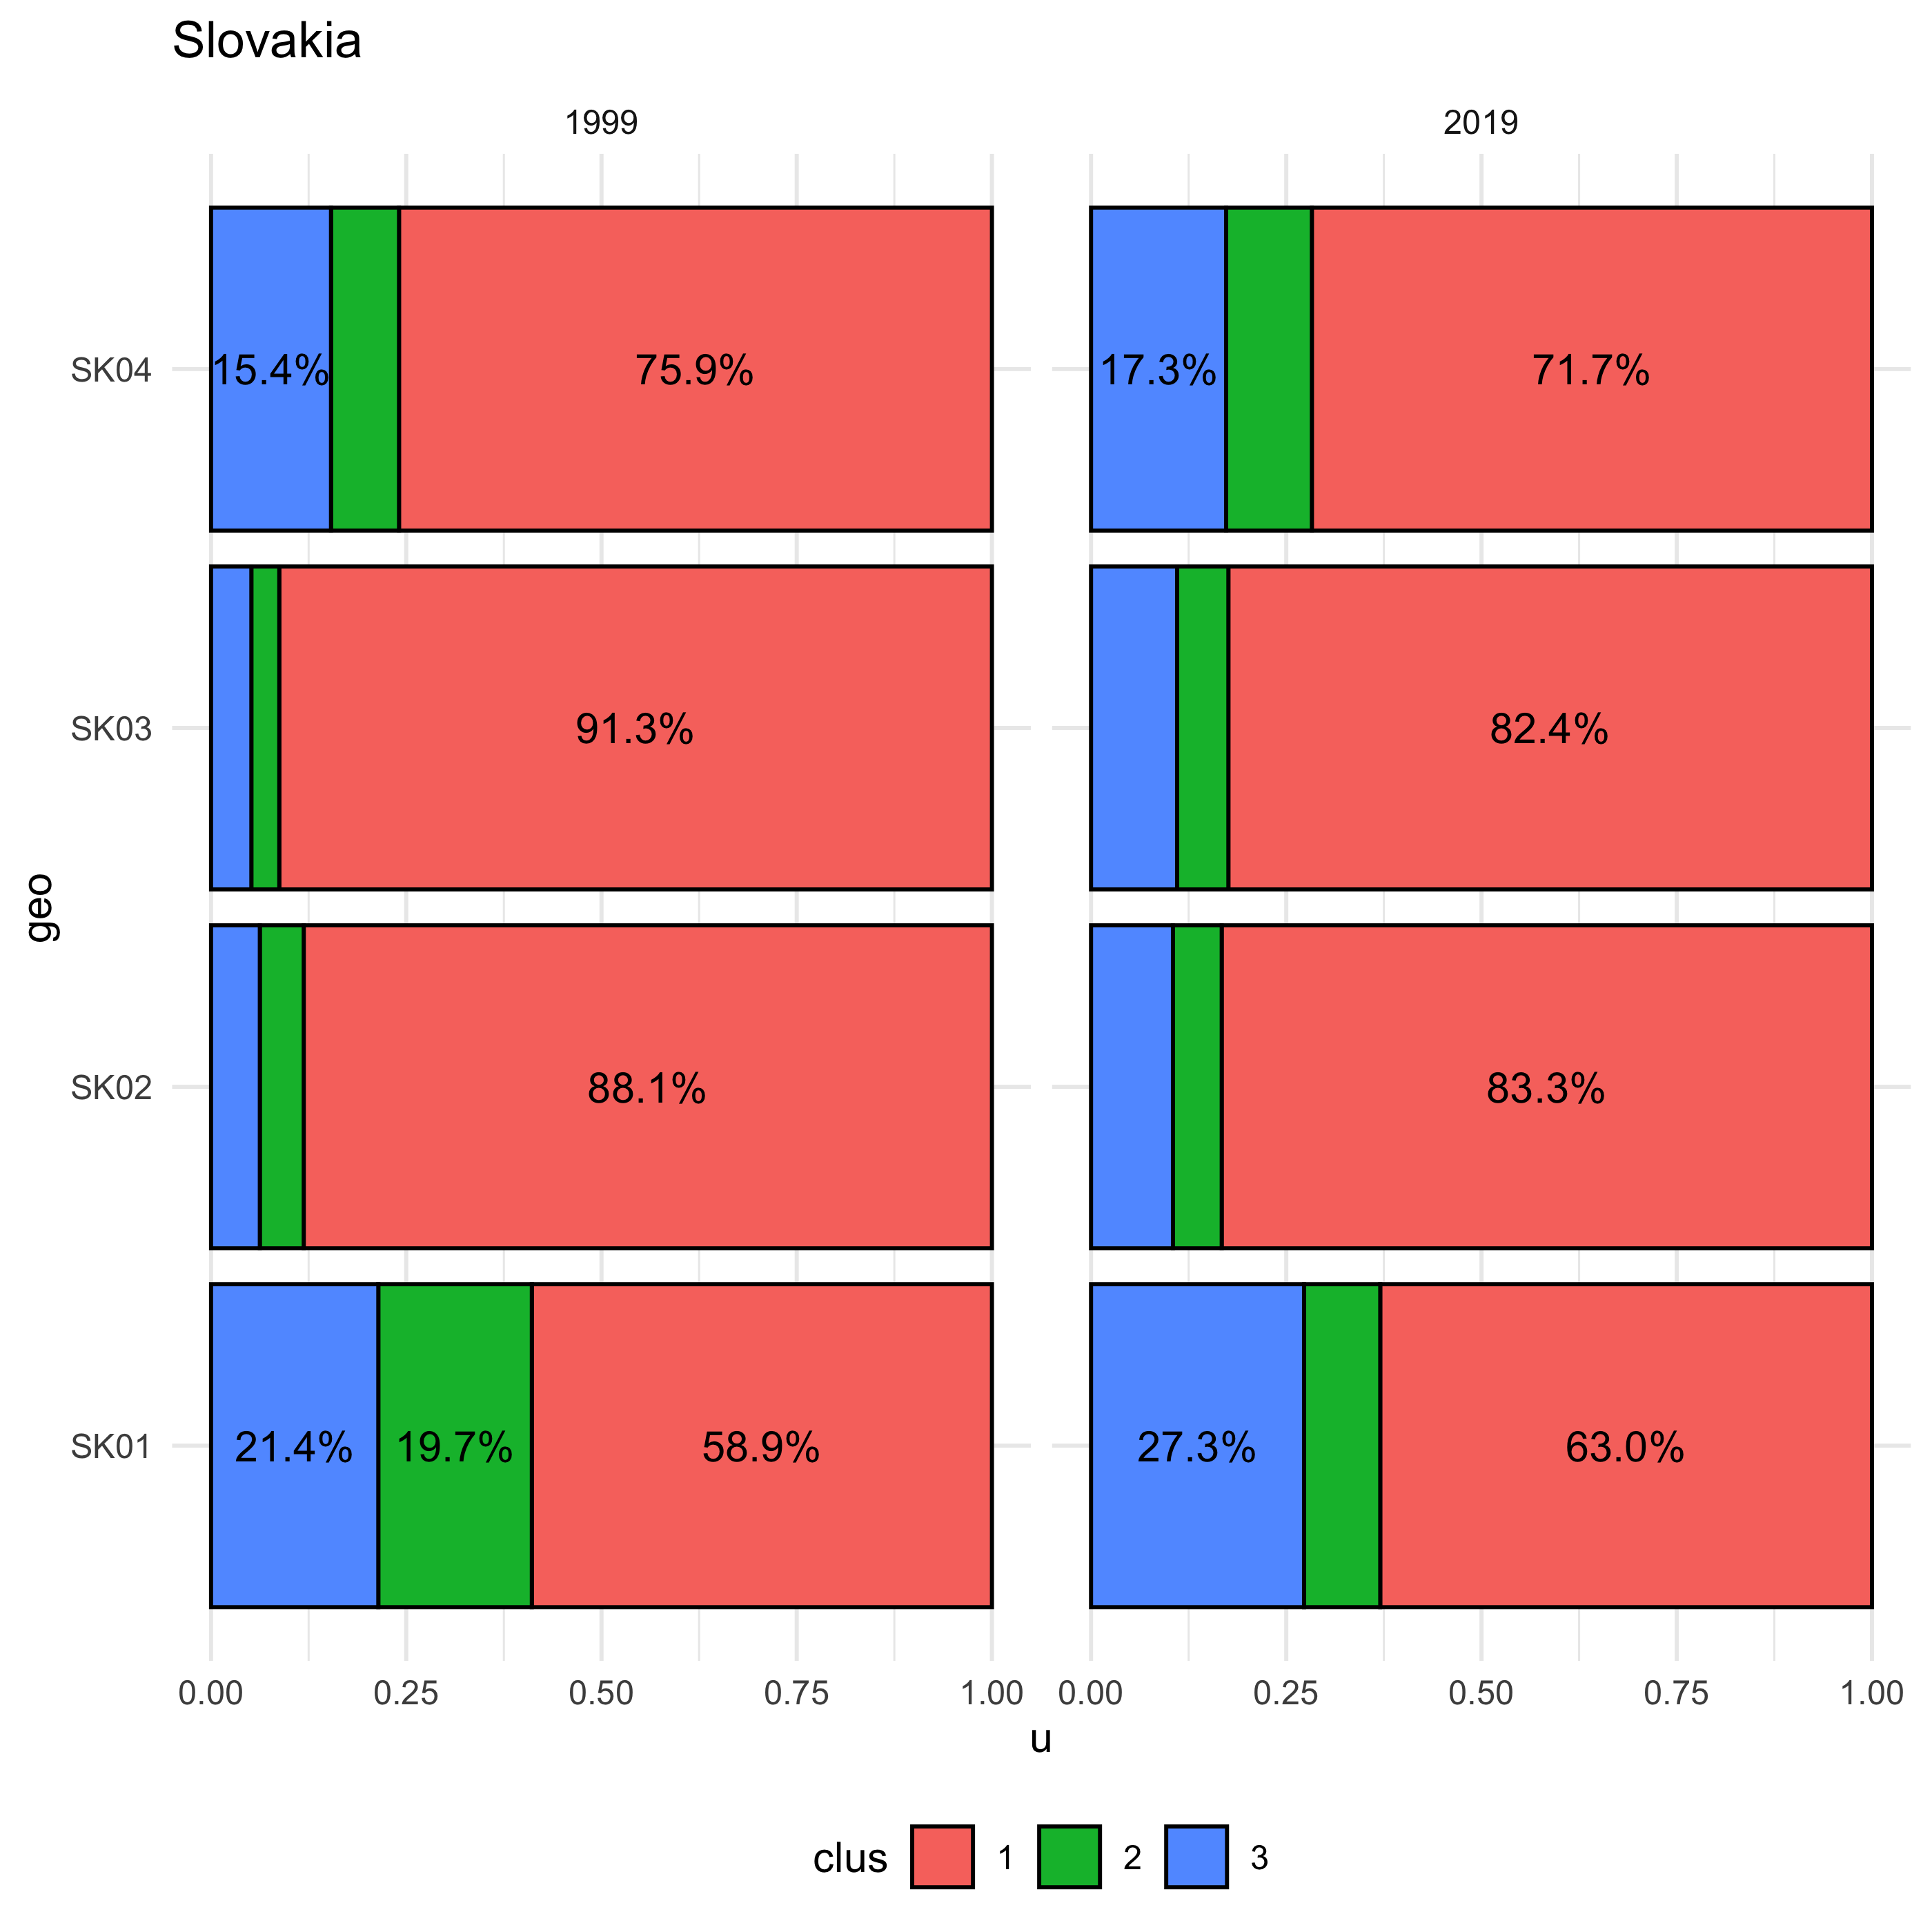 Slovakia
1999 2019
SK04 15.4% 75.9% 17.3% 71.7%
SK03 91.3% 82.4%
geo
SK02 88.1% 83.3%
SK01 21.4% 19.7% 58.9% 27.3% 63.0%
0.00 0.25 0.50 0.75 1.00 0.00 0.25 0.50 0.75 1.00
u
clus 1 2 3